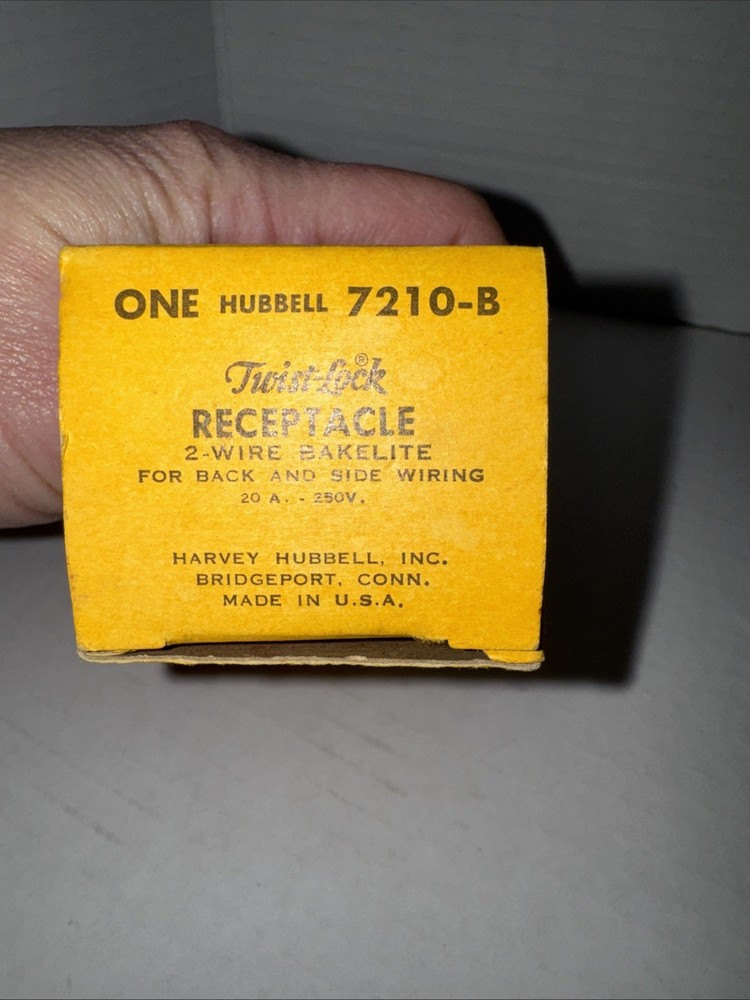 ONE HUBBELL 7210-B
Twist-Lock®
RECEPTACLE
2-WIRE BAKELITE
FOR BACK AND SIDE WIRING
20 A. - 250V.
HARVEY HUBBELL, INC.
BRIDGEPORT, CONN.
MADE IN U.S.A.